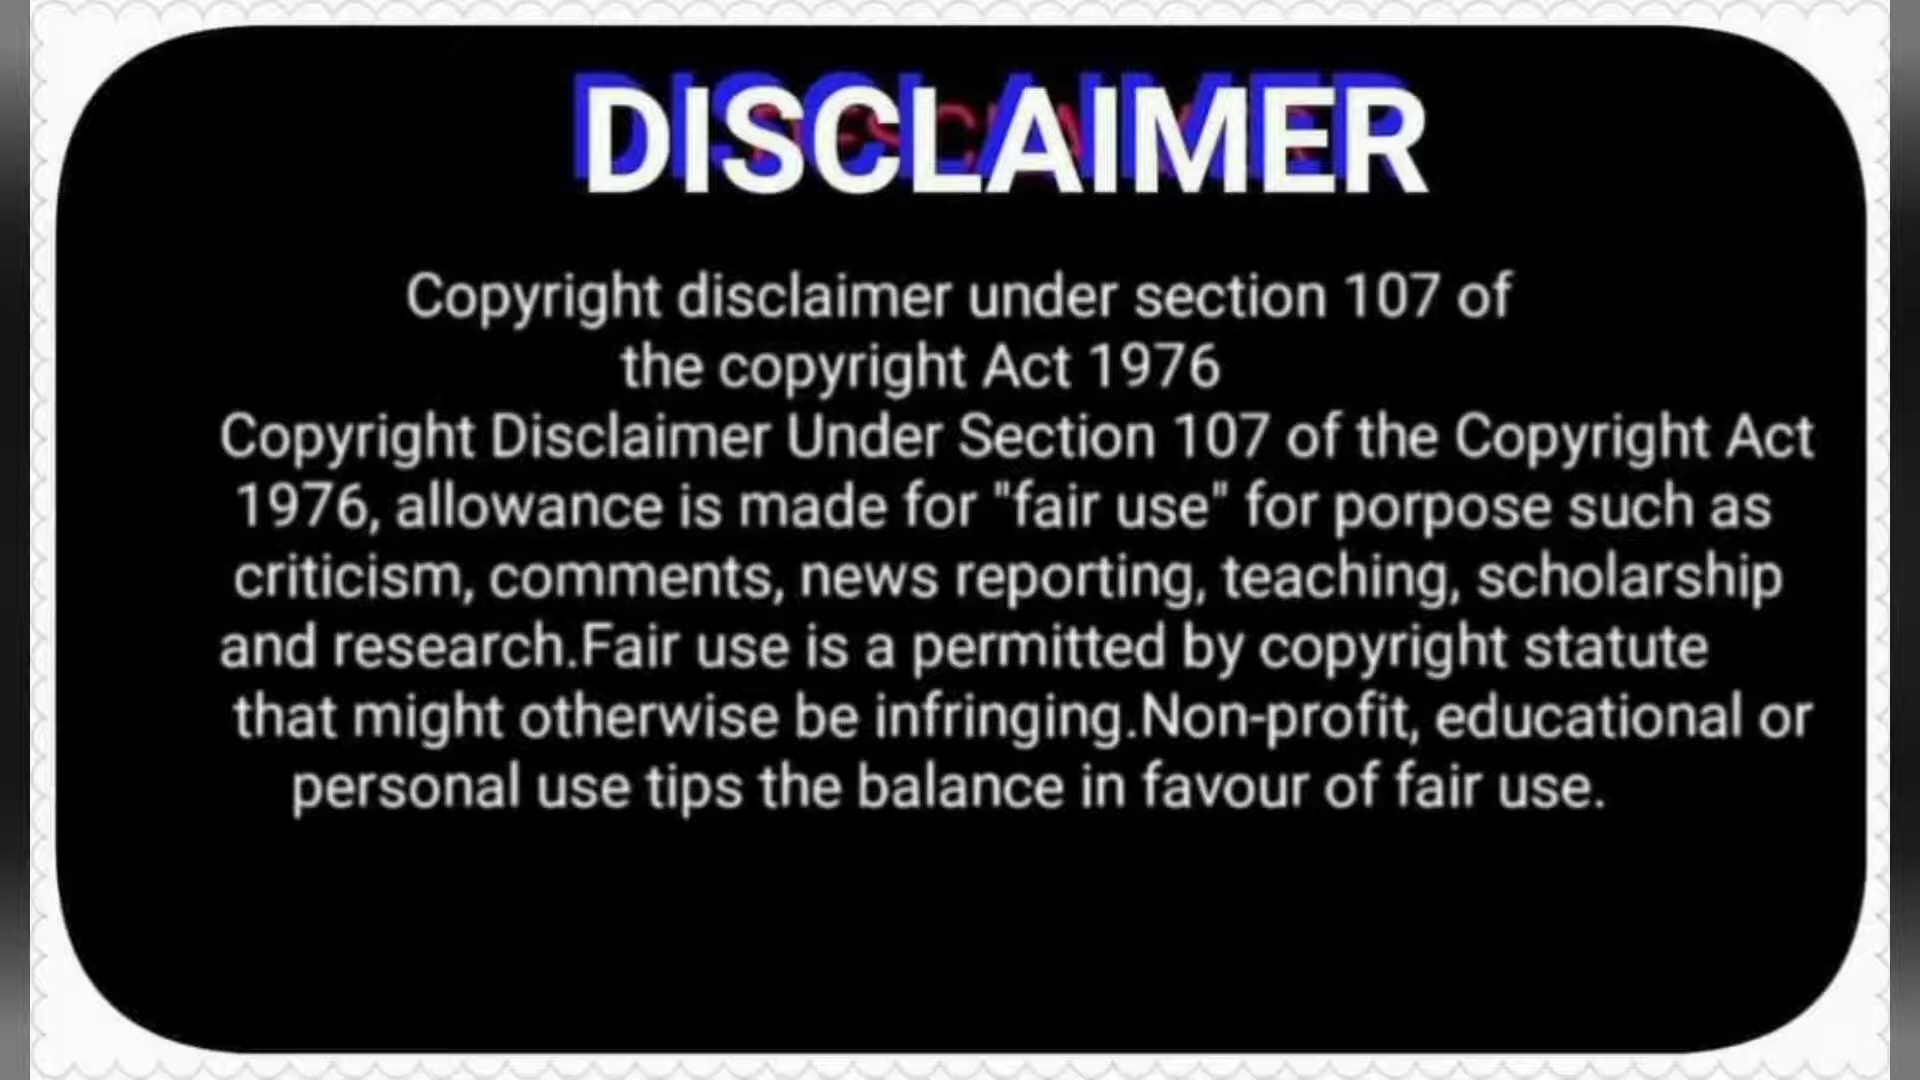 DISCLAIMER
Copyright disclaimer under section 107 of
the copyright Act 1976
Copyright Disclaimer Under Section 107 of the Copyright Act
1976, allowance is made for "fair use" for porpose such as
criticism, comments, news reporting, teaching, scholarship
and research.Fair use is a permitted by copyright statute
that might otherwise be infringing.Non-profit, educational or
personal use tips the balance in favour of fair use.